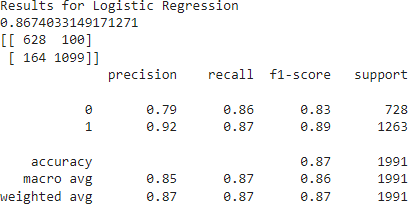 Results for Logistic Regression
0.8674033149171271
[[ 628  100]
 [ 164 1099]]
              precision    recall  f1-score   support

           0       0.79      0.86      0.83       728
           1       0.92      0.87      0.89      1263

    accuracy                           0.87      1991
   macro avg       0.85      0.87      0.86      1991
weighted avg       0.87      0.87      0.87      1991